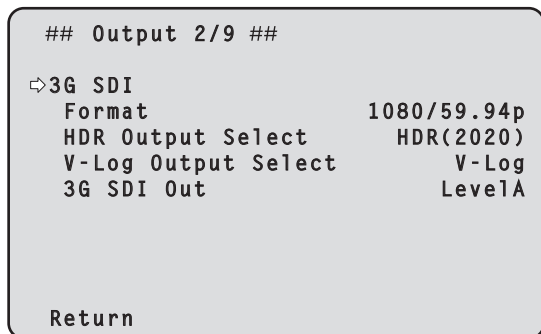 ## Output 2/9 ##
⇨3G SDI
Format 1080/59.94p
HDR Output Select HDR(2020)
V-Log Output Select V-Log
3G SDI Out LevelA
Return